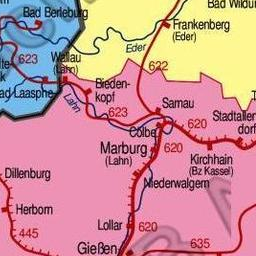 Bad Berleburg
Bad Wildu
Frankenberg
(Eder)
Eder
Wallau
(Lahn)
623
622
Bieden-
kopf
ad Laasphe
Lahn
623
Sarnau
Cölbe
620
Stadtallen-
dorf
Marburg
(Lahn)
620
Kirchhain
(Bz Kassel)
Niederwalgern
Dillenburg
Herborn
Lollar
620
445
Gießen
635